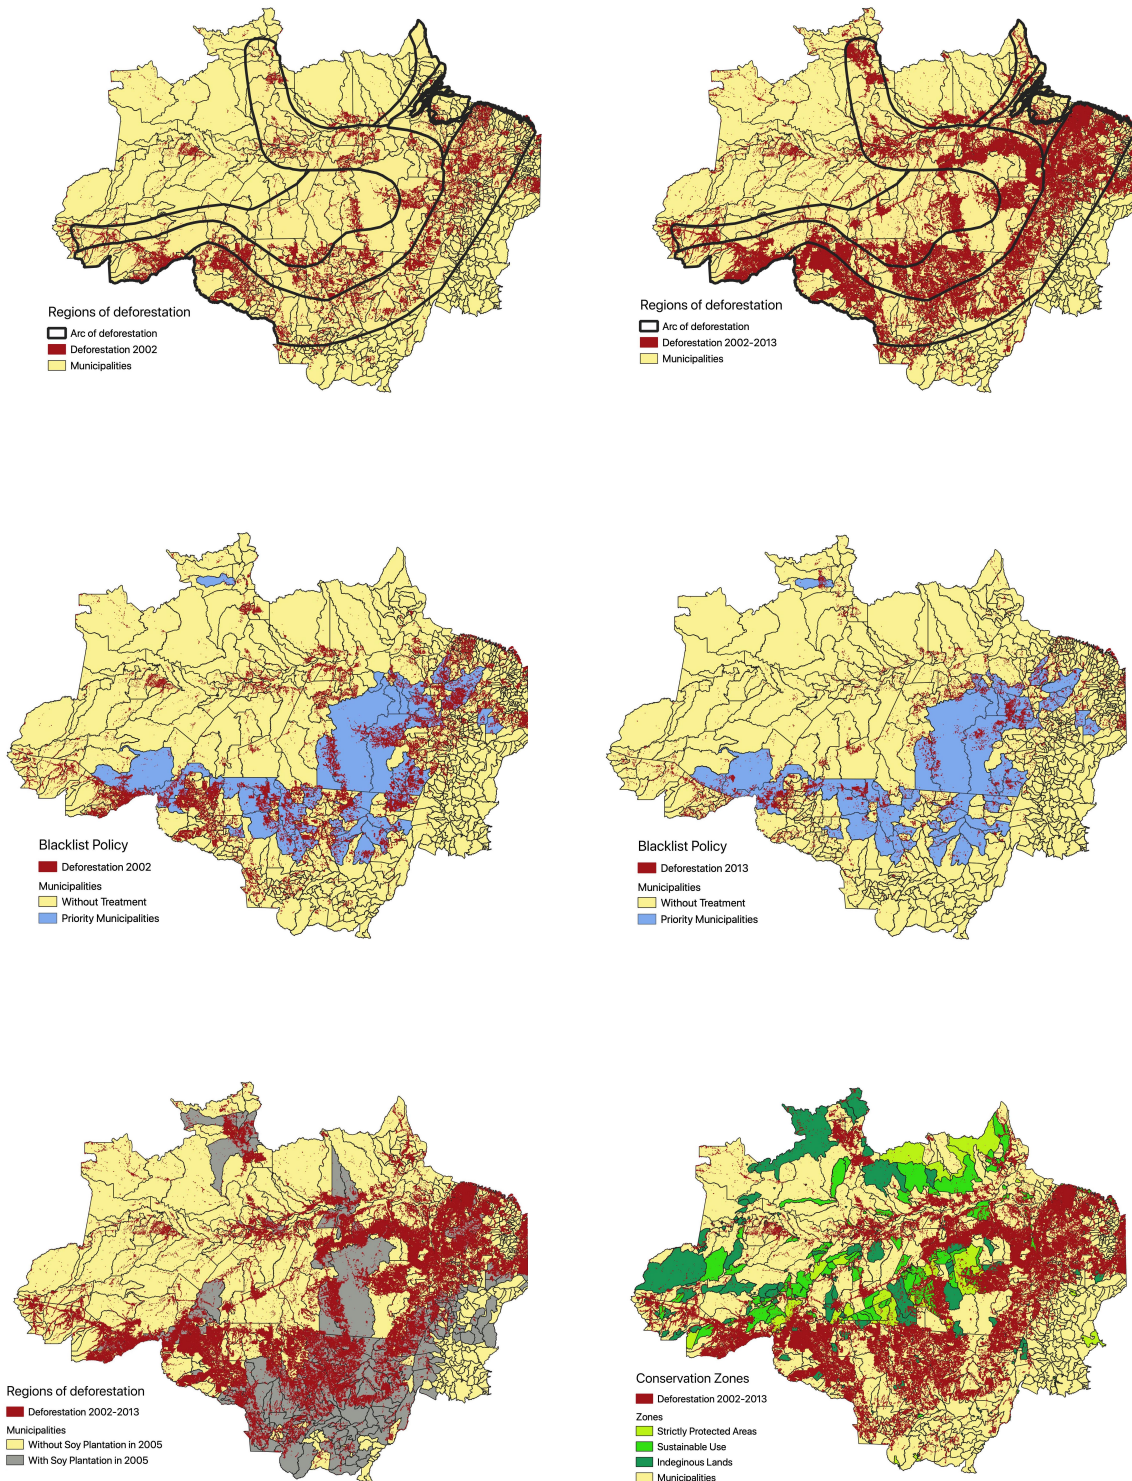 Regions of deforestation
Arc of deforestation
Deforestation 2002
Municipalities
Regions of deforestation
Arc of deforestation
Deforestation 2002-2013
Municipalities
Blacklist Policy
Deforestation 2002
Municipalities
Without Treatment
Priority Municipalities
Blacklist Policy
Deforestation 2013
Municipalities
Without Treatment
Priority Municipalities
Regions of deforestation
Deforestation 2002-2013
Municipalities
Without Soy Plantation in 2005
With Soy Plantation in 2005
Conservation Zones
Deforestation 2002-2013
Zones
Strictly Protected Areas
Sustainable Use
Indeginous Lands
Municipalities